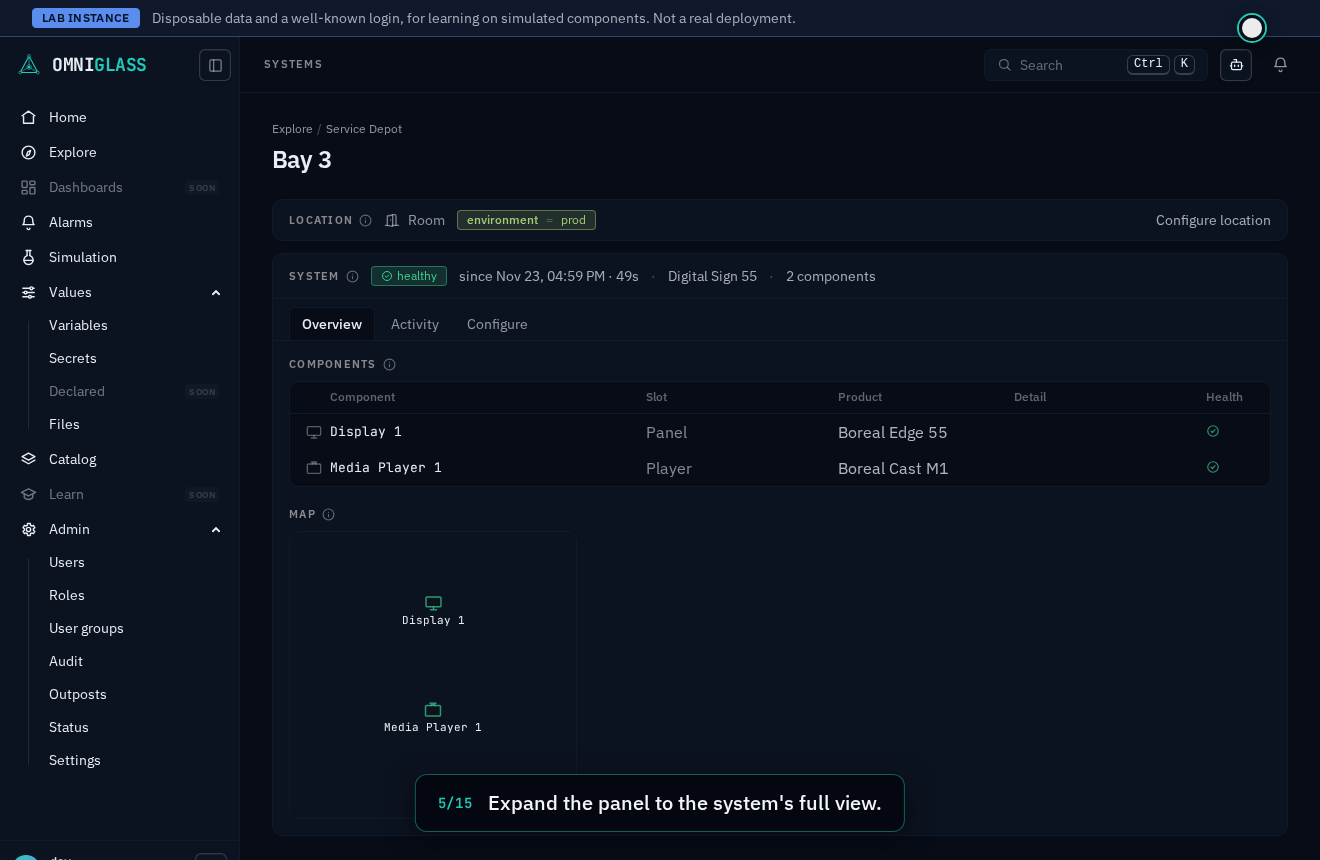 LAB INSTANCE Disposable data and a well-known login, for learning on simulated components. Not a real deployment.
OMNIGLASS
SYSTEMS
Search Ctrl K
Home
Explore
Dashboards SOON
Alarms
Simulation
Values
Variables
Secrets
Declared SOON
Files
Catalog
Learn SOON
Admin
Users
Roles
User groups
Audit
Outposts
Status
Settings
Explore / Service Depot
Bay 3
LOCATION Room environment = prod Configure location
SYSTEM healthy since Nov 23, 04:59 PM · 49s · Digital Sign 55 · 2 components
Overview Activity Configure
COMPONENTS
Component Slot Product Detail Health
Display 1 Panel Boreal Edge 55
Media Player 1 Player Boreal Cast M1
MAP
Display 1
Media Player 1
5/15 Expand the panel to the system's full view.